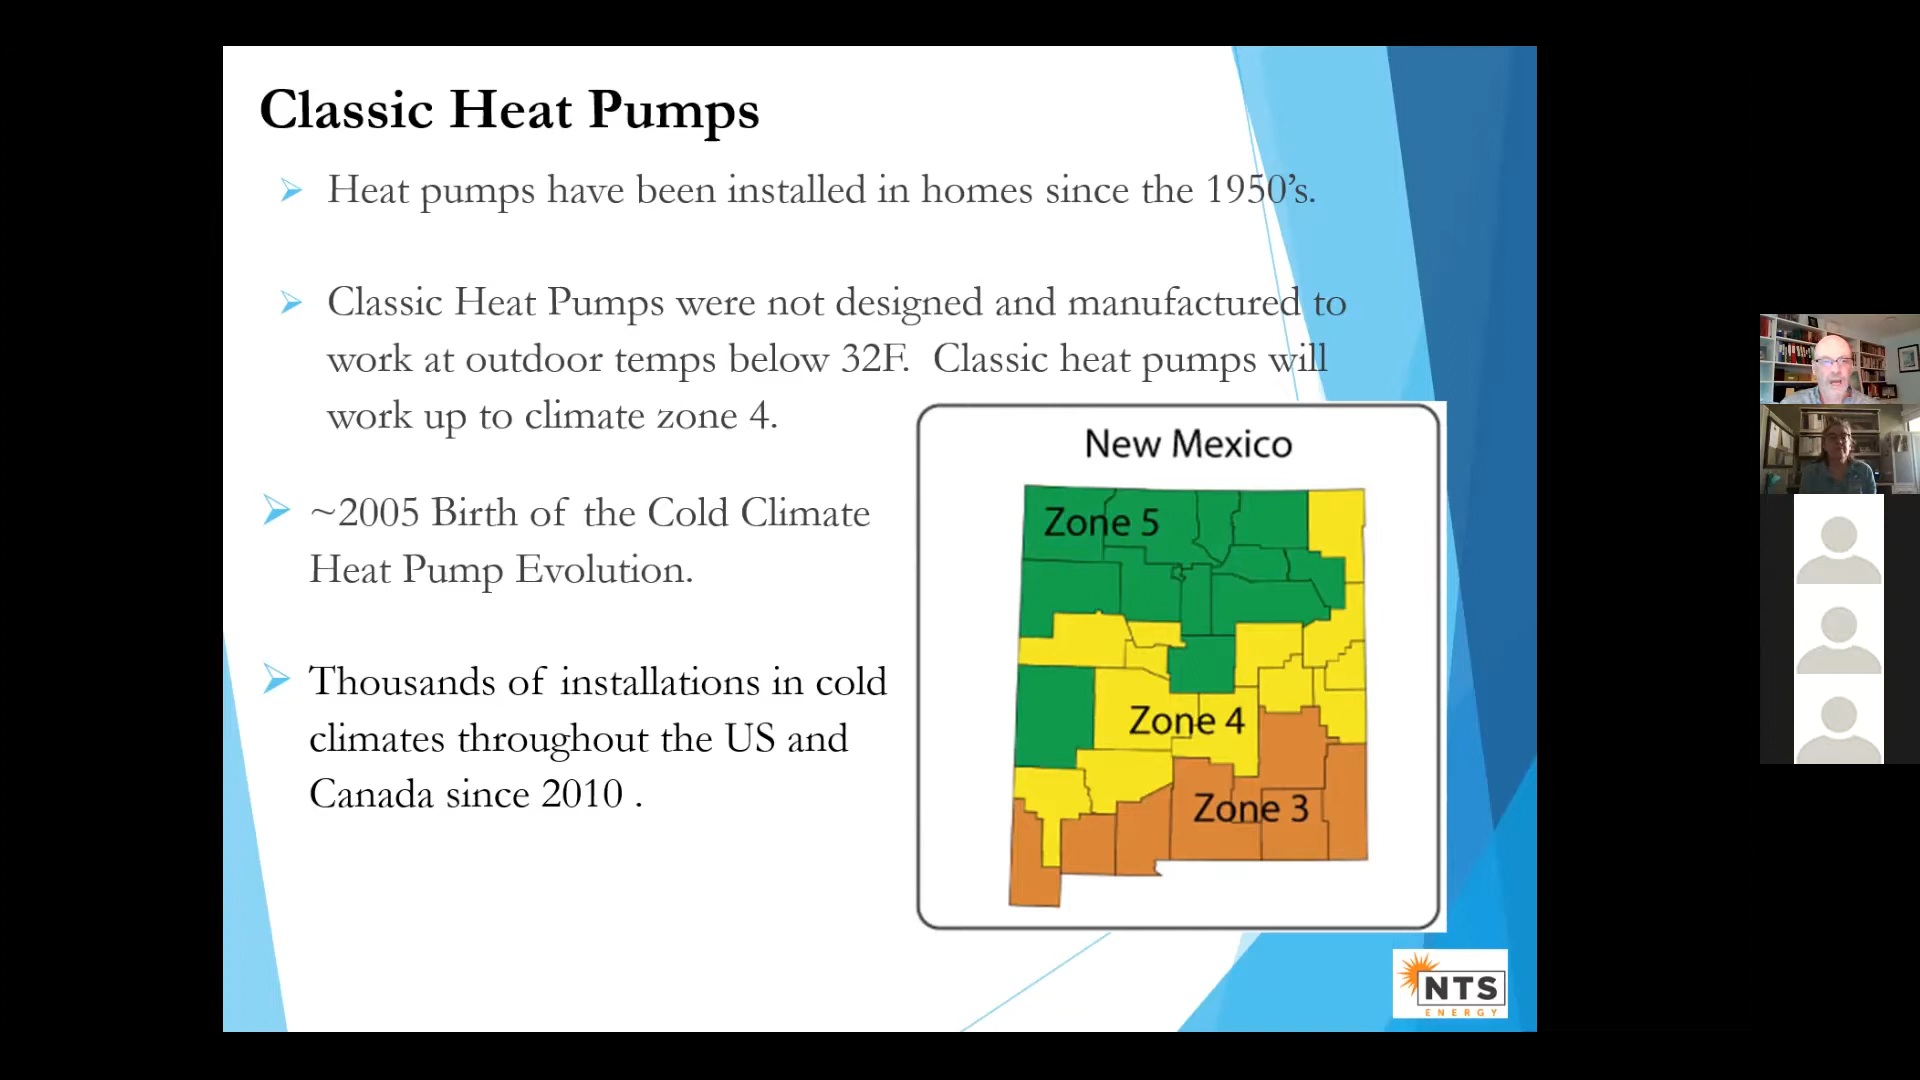 Classic Heat Pumps
Heat pumps have been installed in homes since the 1950’s.
Classic Heat Pumps were not designed and manufactured to
work at outdoor temps below 32F.  Classic heat pumps will
work up to climate zone 4.
~2005 Birth of the Cold Climate
Heat Pump Evolution.
Thousands of installations in cold
climates throughout the US and
Canada since 2010 .
New Mexico
Zone 5
Zone 4
Zone 3
NTS
ENERGY